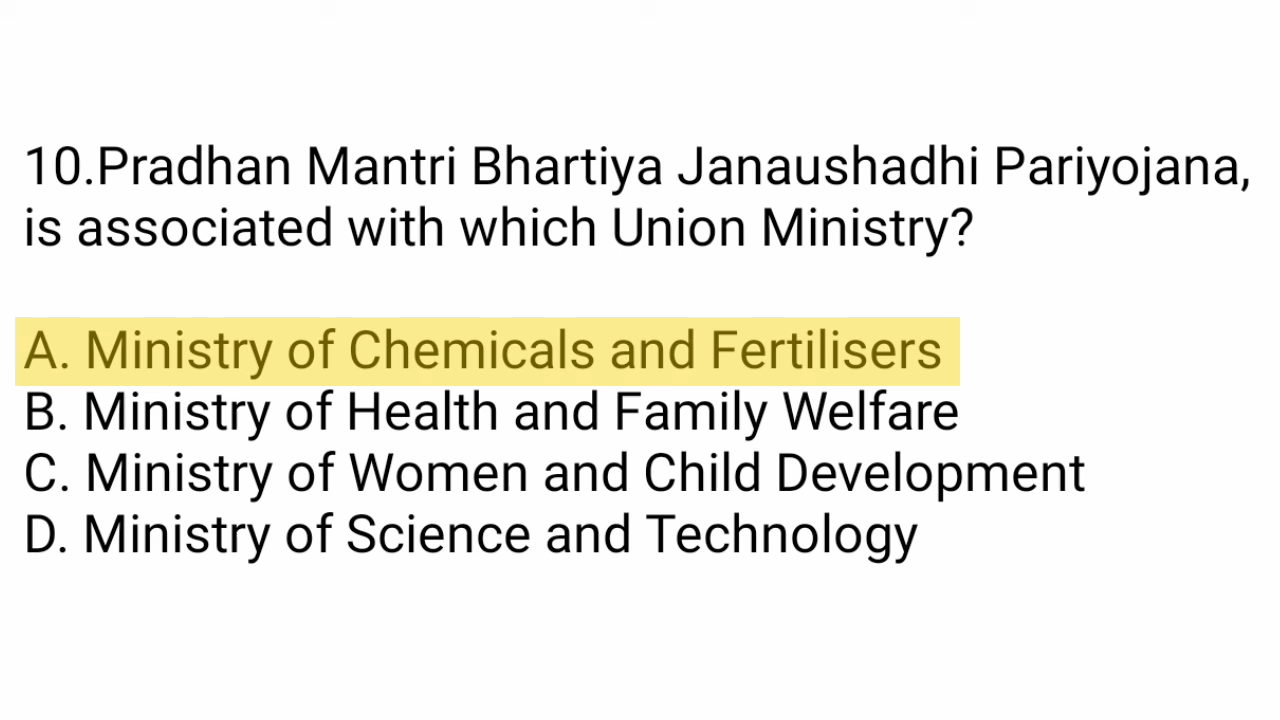 10.Pradhan Mantri Bhartiya Janaushadhi Pariyojana,
is associated with which Union Ministry?
A. Ministry of Chemicals and Fertilisers
B. Ministry of Health and Family Welfare
C. Ministry of Women and Child Development
D. Ministry of Science and Technology